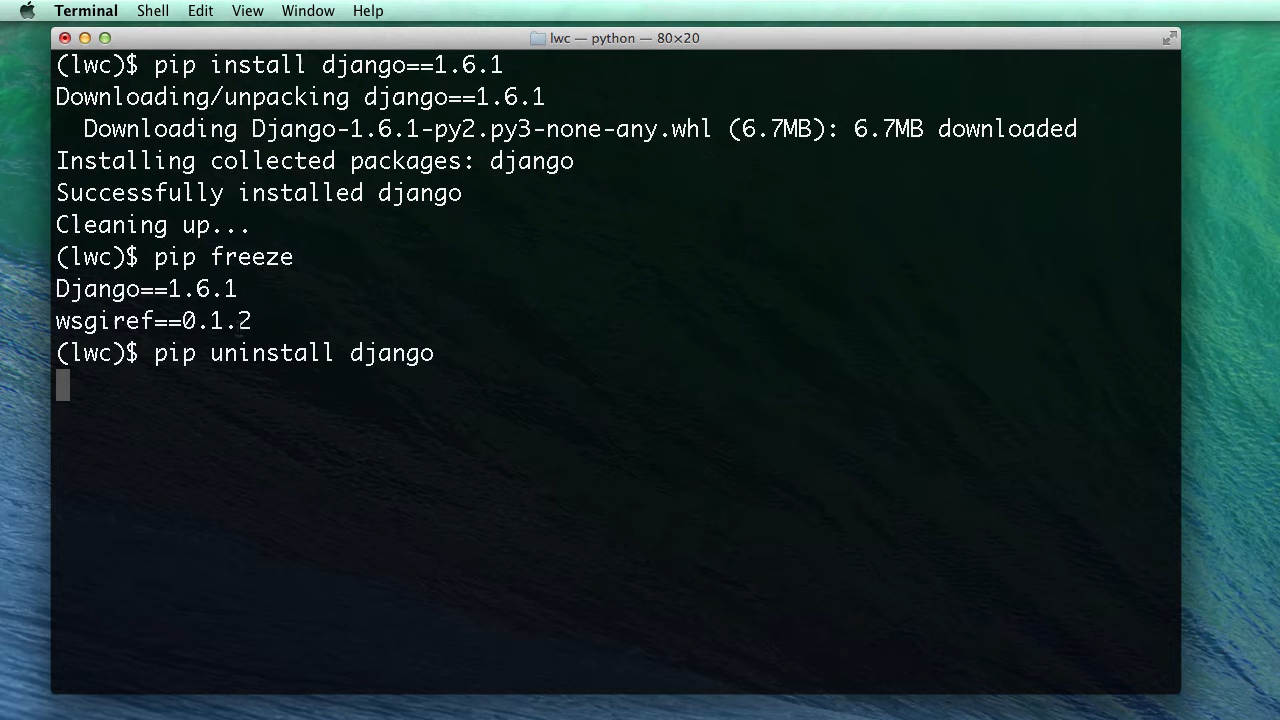 Terminal Shell Edit View Window Help
lwc — python — 80×20
(lwc)$ pip install django==1.6.1
Downloading/unpacking django==1.6.1
  Downloading Django-1.6.1-py2.py3-none-any.whl (6.7MB): 6.7MB downloaded
Installing collected packages: django
Successfully installed django
Cleaning up...
(lwc)$ pip freeze
Django==1.6.1
wsgiref==0.1.2
(lwc)$ pip uninstall django